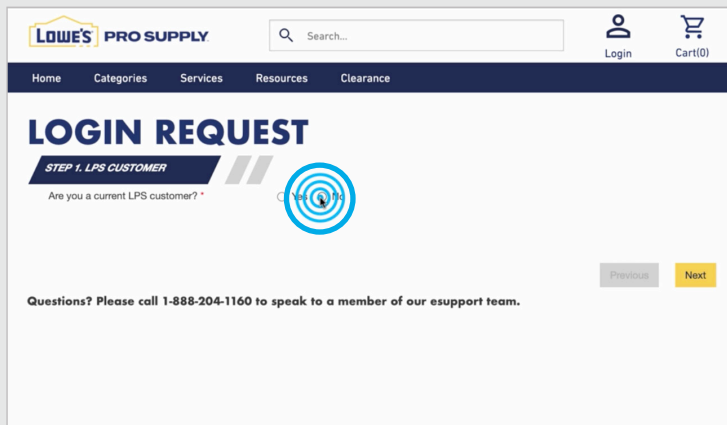 LOWE'S PRO SUPPLY
Search...
Login
Cart(0)
Home Categories Services Resources Clearance
LOGIN REQUEST
STEP 1. LPS CUSTOMER
Are you a current LPS customer? * Yes No
Previous Next
Questions? Please call 1-888-204-1160 to speak to a member of our esupport team.